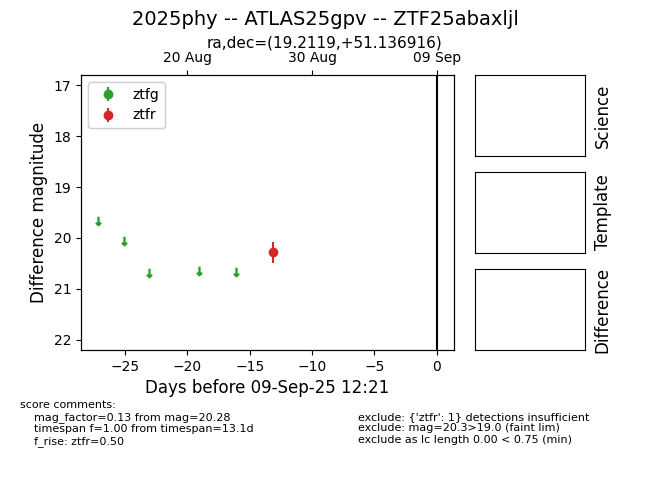 2025phy -- ATLAS25gpv -- ZTF25abaxljl
ra,dec=(19.2119,+51.136916)
20 Aug 30 Aug 09 Sep
17
18
19
20
21
22
Difference magnitude
ztfg
ztfr
−25 −20 −15 −10 −5 0
Days before 09-Sep-25 12:21
Science
Template
Difference
score comments:
mag_factor=0.13 from mag=20.28
timespan f=1.00 from timespan=13.1d
f_rise: ztfr=0.50
exclude: {'ztfr': 1} detections insufficient
exclude: mag=20.3>19.0 (faint lim)
exclude as lc length 0.00 < 0.75 (min)